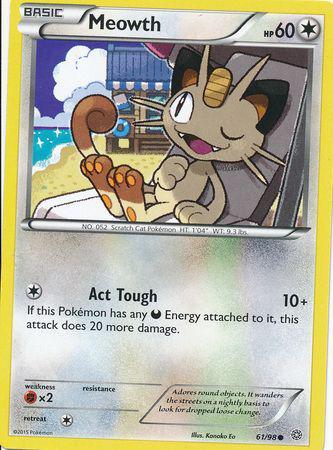 BASIC
Meowth HP60
NO. 052 Scratch Cat Pokémon HT. 1'04" WT. 9.3 lbs.
Act Tough 10+
If this Pokémon has any Energy attached to it, this
attack does 20 more damage.
weakness resistance
×2
retreat
Adores round objects. It wanders
the streets on a nightly basis to
look for dropped loose change.
©2015 Pokémon
Illus. Kanako Eo 61/98